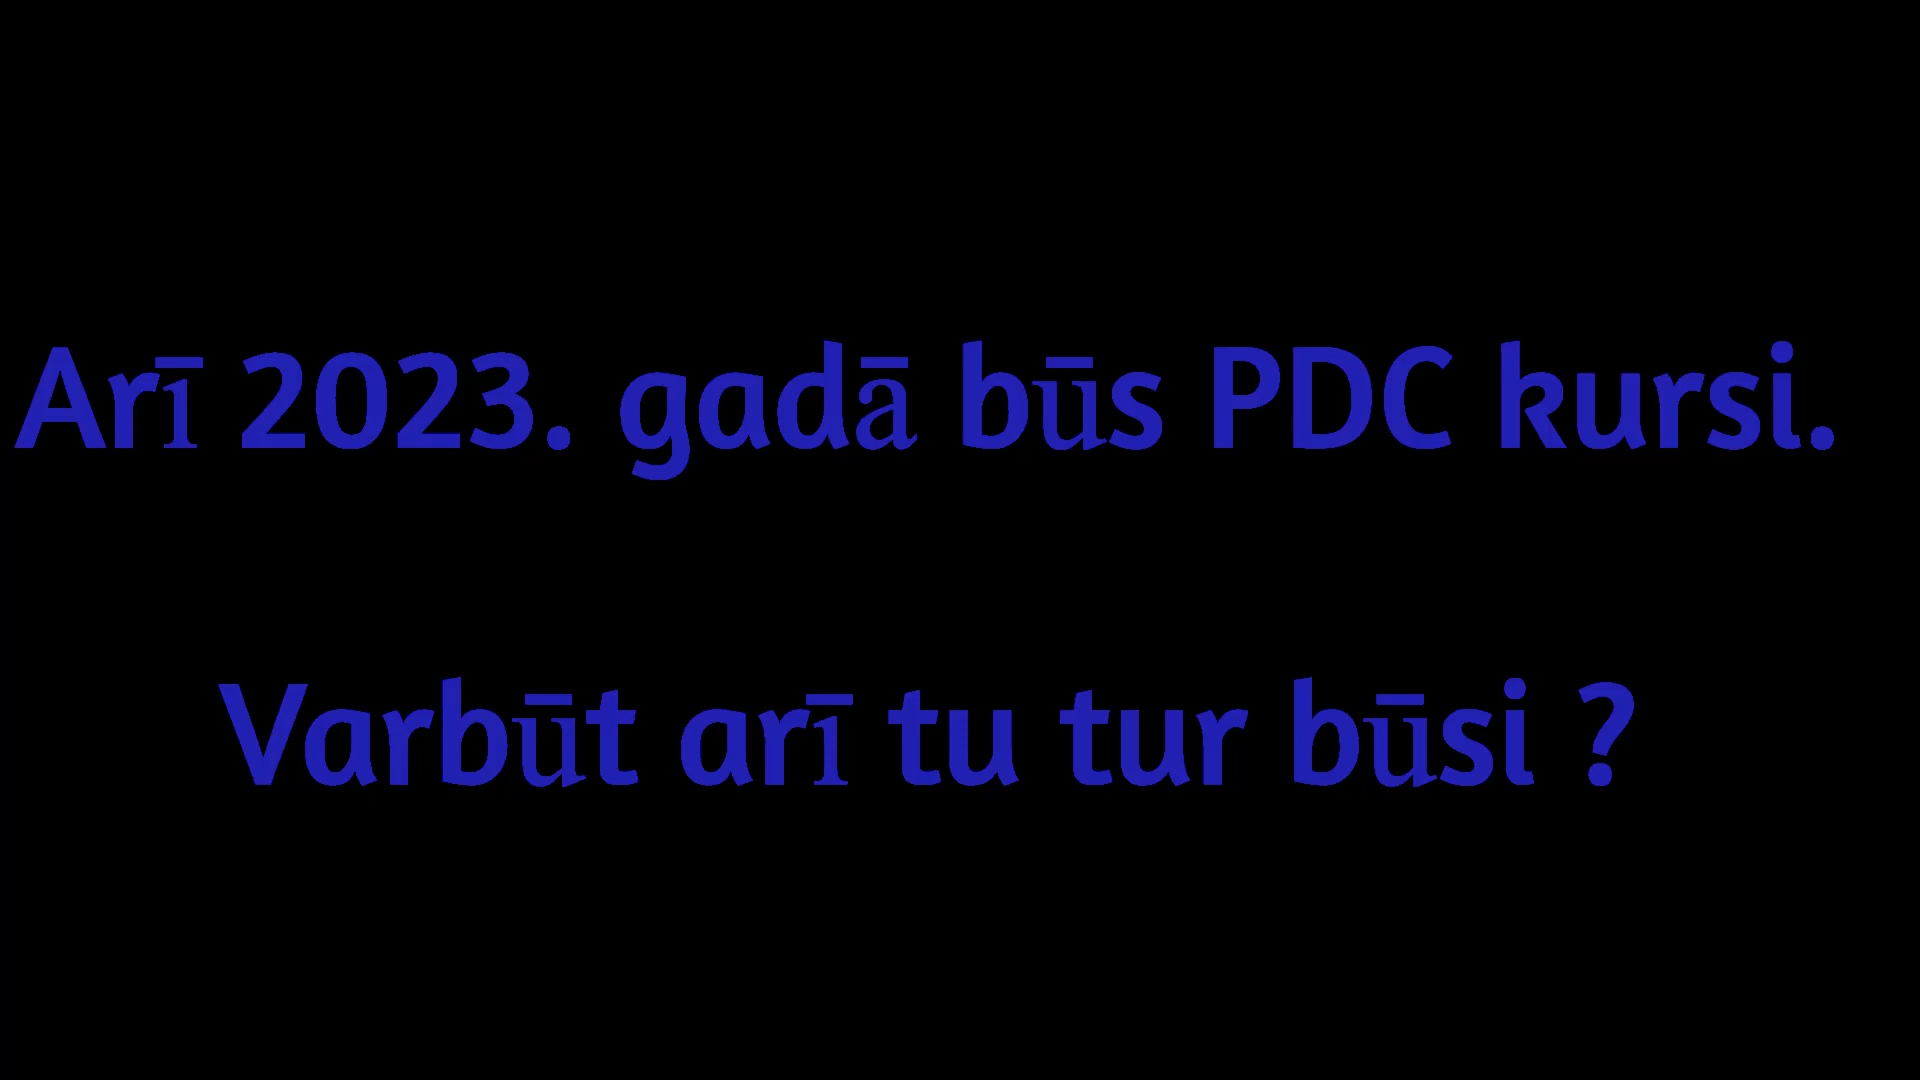 Arī 2023. gadā būs PDC kursi.
Varbūt arī tu tur būsi ?